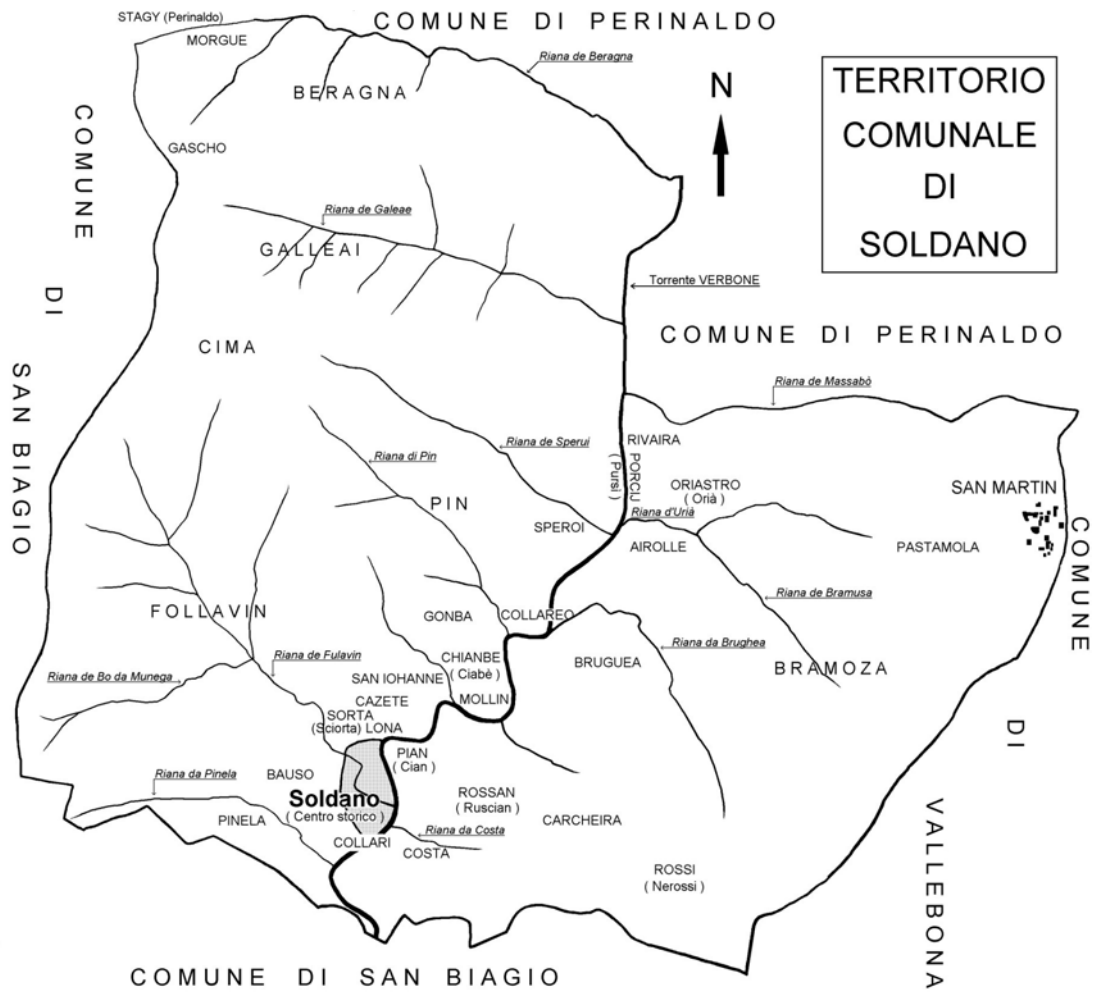 COMUNE DI PERINALDO
STAGY (Perinaldo)
MORGUE
Riana de Beragna
BERAGNA
N
TERRITORIO
COMUNALE
DI
SOLDANO
COMUNE
DI
SAN BIAGIO
GASCHO
Riana de Galeae
GALLEAI
Torrente VERBONE
COMUNE DI PERINALDO
CIMA
Riana de Massabò
Riana de Sperui
RIVAIRA
Riana di Pin
PORCIJ
( Pursi )
ORIASTRO
( Orià )
SAN MARTIN
PIN
Riana d'Urià
SPEROI
AIROLLE
PASTAMOLA
COMUNE
DI
VALLEBONA
FOLLAVIN
GONBA
COLLAREO
Riana de Bramusa
Riana da Brughea
Riana de Fulavin
CHIANBE
( Ciabè )
BRUGUEA
BRAMOZA
Riana de Bo da Munega
SAN IOHANNE
CAZETE
MOLLIN
SORTA
(Sciorta)
LONA
PIAN
( Cian )
Riana da Pinela
BAUSO
Soldano
( Centro storico )
ROSSAN
( Ruscian )
PINELA
CARCHEIRA
Riana da Costa
COLLARI
COSTA
ROSSI
( Nerossi )
COMUNE DI SAN BIAGIO